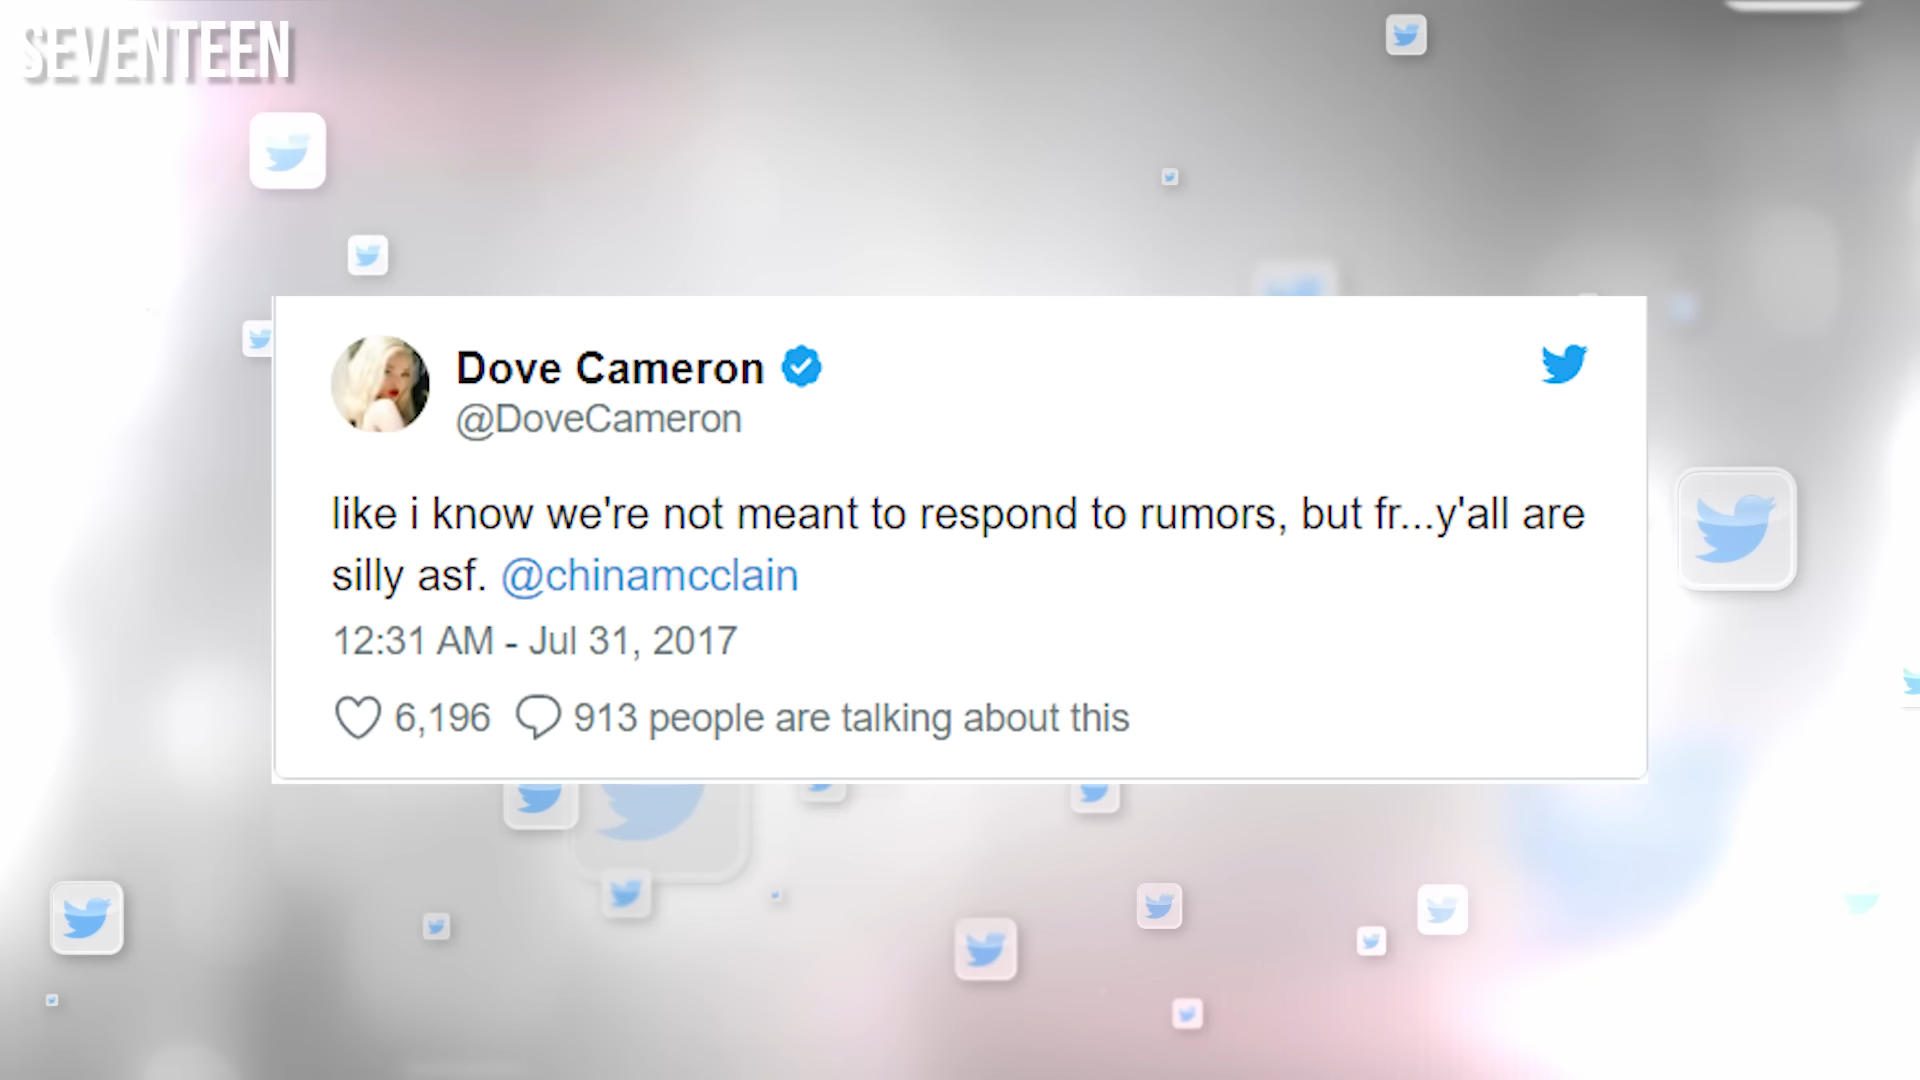 SEVENTEEN
Dove Cameron
@DoveCameron
like i know we're not meant to respond to rumors, but fr...y'all are
silly asf. @chinamcclain
12:31 AM - Jul 31, 2017
6,196 913 people are talking about this